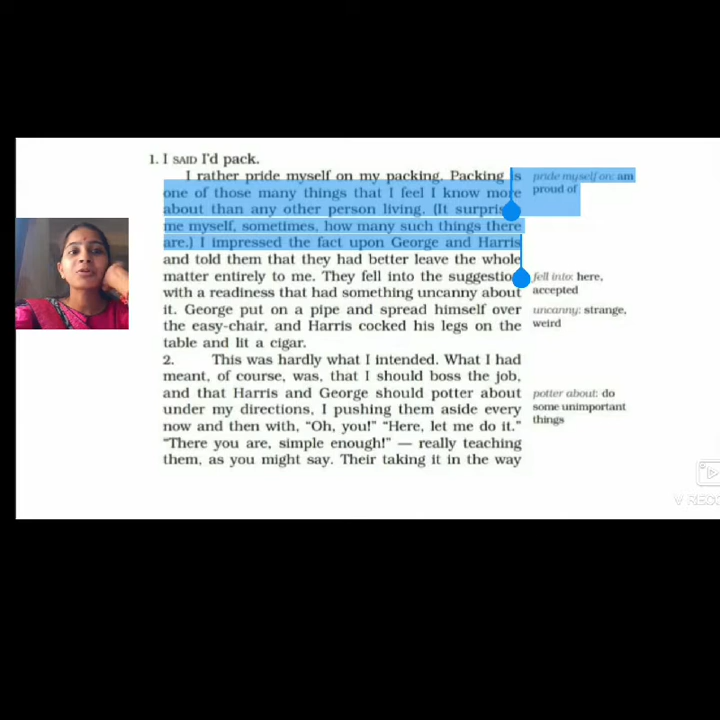 1. I SAID I'd pack.
I rather pride myself on my packing. Packing is
one of those many things that I feel I know more
about than any other person living. (It surpris
me myself, sometimes, how many such things there
are.) I impressed the fact upon George and Harris
and told them that they had better leave the whole
matter entirely to me. They fell into the suggestion
with a readiness that had something uncanny about
it. George put on a pipe and spread himself over
the easy-chair, and Harris cocked his legs on the
table and lit a cigar.
2. This was hardly what I intended. What I had
meant, of course, was, that I should boss the job,
and that Harris and George should potter about
under my directions, I pushing them aside every
now and then with, “Oh, you!” “Here, let me do it.”
“There you are, simple enough!” — really teaching
them, as you might say. Their taking it in the way
pride myself on: am
proud of
fell into: here,
accepted
uncanny: strange,
weird
potter about: do
some unimportant
things
V REC